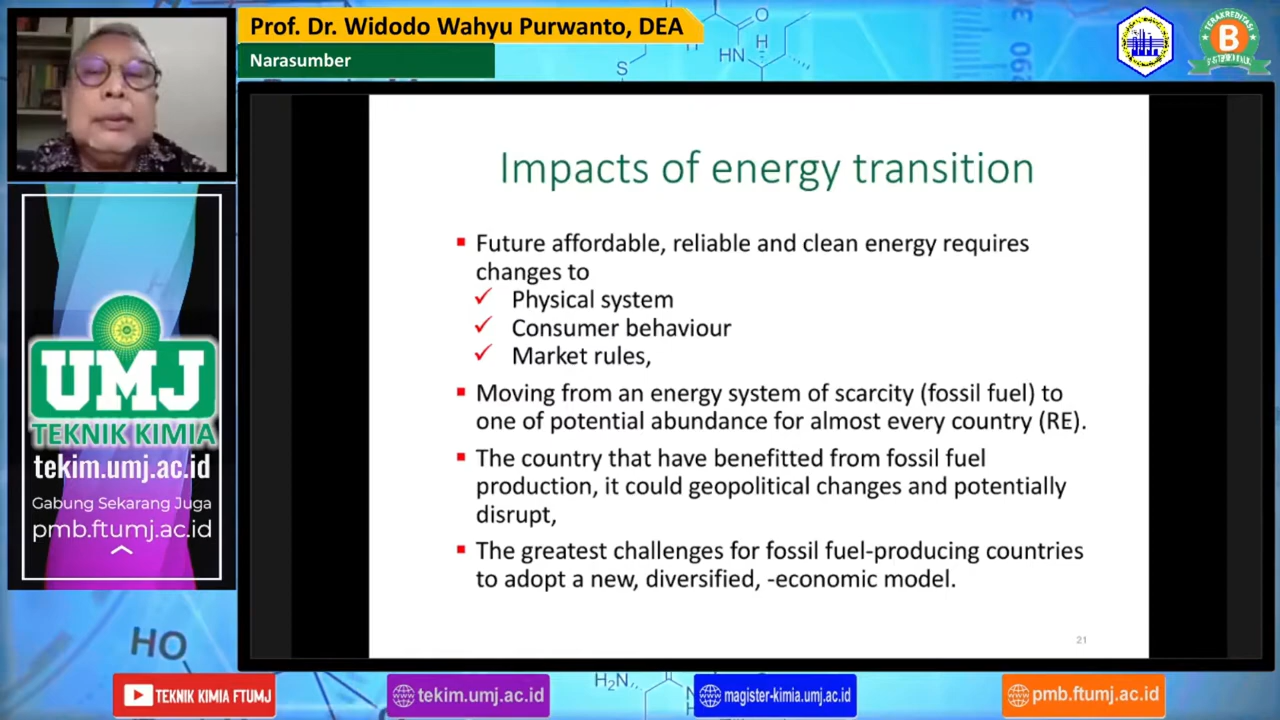 Prof. Dr. Widodo Wahyu Purwanto, DEA
Narasumber
TERAKREDITASI
B
Impacts of energy transition
Future affordable, reliable and clean energy requires
changes to
Physical system
Consumer behaviour
Market rules,
Moving from an energy system of scarcity (fossil fuel) to
one of potential abundance for almost every country (RE).
The country that have benefitted from fossil fuel
production, it could geopolitical changes and potentially
disrupt,
The greatest challenges for fossil fuel-producing countries
to adopt a new, diversified, -economic model.
21
UMJ
TEKNIK KIMIA
tekim.umj.ac.id
Gabung Sekarang Juga
pmb.ftumj.ac.id
S
HN
H
O
290
HO
H₂N
TEKNIK KIMIA FTUMJ
tekim.umj.ac.id
magister-kimia.umj.ac.id
pmb.ftumj.ac.id